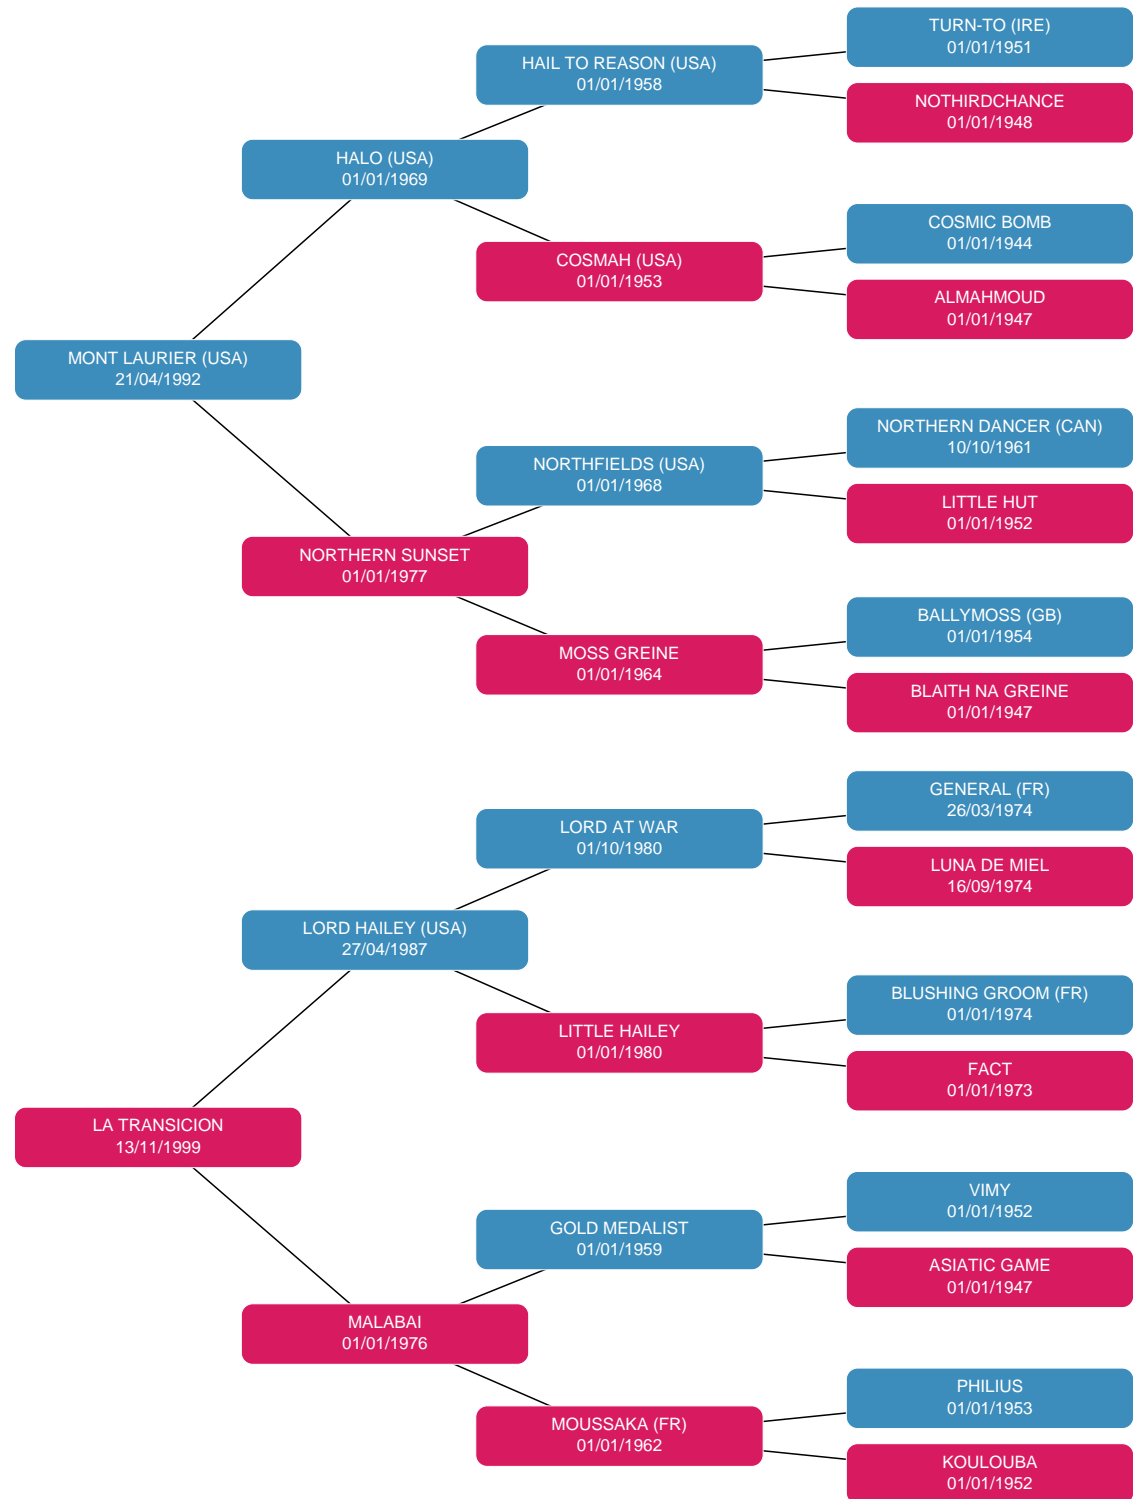 TURN-TO (IRE)
01/01/1951
HAIL TO REASON (USA)
01/01/1958
NOTHIRDCHANCE
01/01/1948
HALO (USA)
01/01/1969
COSMIC BOMB
01/01/1944
COSMAH (USA)
01/01/1953
ALMAHMOUD
01/01/1947
MONT LAURIER (USA)
21/04/1992
NORTHERN DANCER (CAN)
10/10/1961
NORTHFIELDS (USA)
01/01/1968
LITTLE HUT
01/01/1952
NORTHERN SUNSET
01/01/1977
BALLYMOSS (GB)
01/01/1954
MOSS GREINE
01/01/1964
BLAITH NA GREINE
01/01/1947
GENERAL (FR)
26/03/1974
LORD AT WAR
01/10/1980
LUNA DE MIEL
16/09/1974
LORD HAILEY (USA)
27/04/1987
BLUSHING GROOM (FR)
01/01/1974
LITTLE HAILEY
01/01/1980
FACT
01/01/1973
LA TRANSICION
13/11/1999
VIMY
01/01/1952
GOLD MEDALIST
01/01/1959
ASIATIC GAME
01/01/1947
MALABAI
01/01/1976
PHILIUS
01/01/1953
MOUSSAKA (FR)
01/01/1962
KOULOUBA
01/01/1952